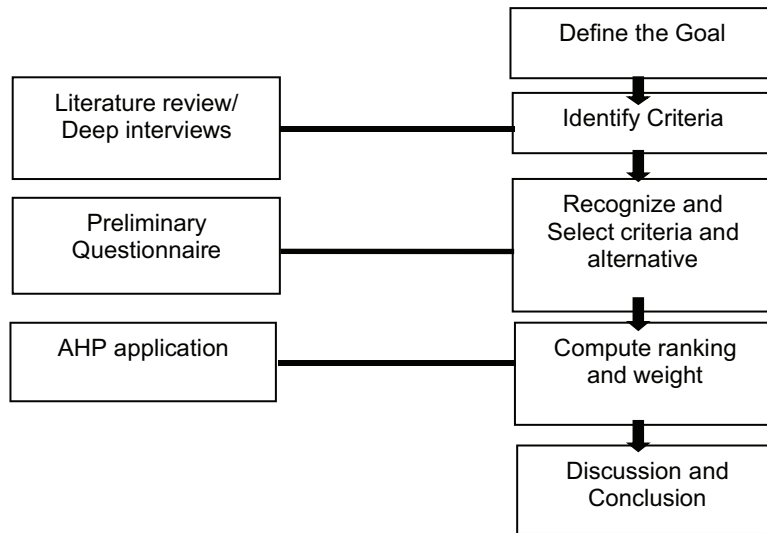 Define the Goal
Literature review/
Deep interviews
Identify Criteria
Preliminary
Questionnaire
Recognize and
Select criteria and
alternative
AHP application
Compute ranking
and weight
Discussion and
Conclusion